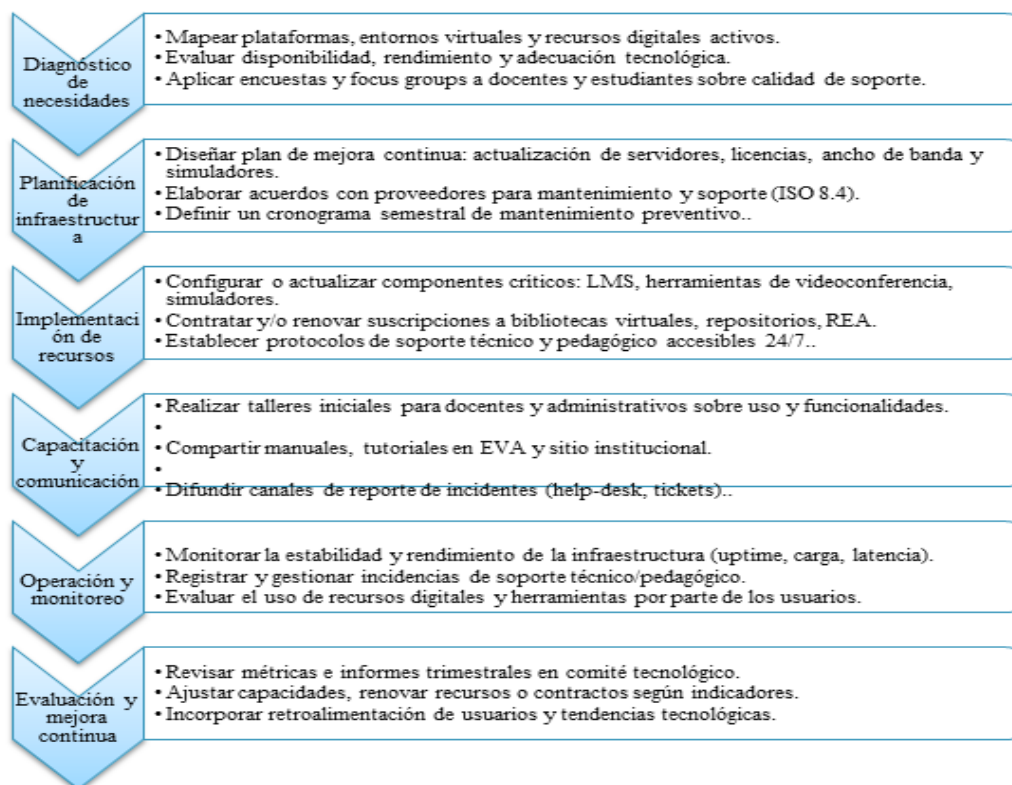 Diagnóstico
de
necesidades
• Mapear plataformas, entornos virtuales y recursos digitales activos.
• Evaluar disponibilidad, rendimiento y adecuación tecnológica.
• Aplicar encuestas y focus groups a docentes y estudiantes sobre calidad de soporte.
Planificación
de
infraestructur
a
• Diseñar plan de mejora continua: actualización de servidores, licencias, ancho de banda y
simuladores.
• Elaborar acuerdos con proveedores para mantenimiento y soporte (ISO 8.4).
• Definir un cronograma semestral de mantenimiento preventivo..
Implementaci
ón de
recursos
• Configurar o actualizar componentes críticos: LMS, herramientas de videoconferencia,
simuladores.
• Contratar y/o renovar suscripciones a bibliotecas virtuales, repositorios, REA.
• Establecer protocolos de soporte técnico y pedagógico accesibles 24/7..
Capacitación
y
comunicación
• Realizar talleres iniciales para docentes y administrativos sobre uso y funcionalidades.
•
• Compartir manuales, tutoriales en EVA y sitio institucional.
•
• Difundir canales de reporte de incidentes (help-desk, tickets)..
Operación y
monitoreo
• Monitorar la estabilidad y rendimiento de la infraestructura (uptime, carga, latencia).
• Registrar y gestionar incidencias de soporte técnico/pedagógico.
• Evaluar el uso de recursos digitales y herramientas por parte de los usuarios.
Evaluación y
mejora
continua
• Revisar métricas e informes trimestrales en comité tecnológico.
• Ajustar capacidades, renovar recursos o contractos según indicadores.
• Incorporar retroalimentación de usuarios y tendencias tecnológicas.